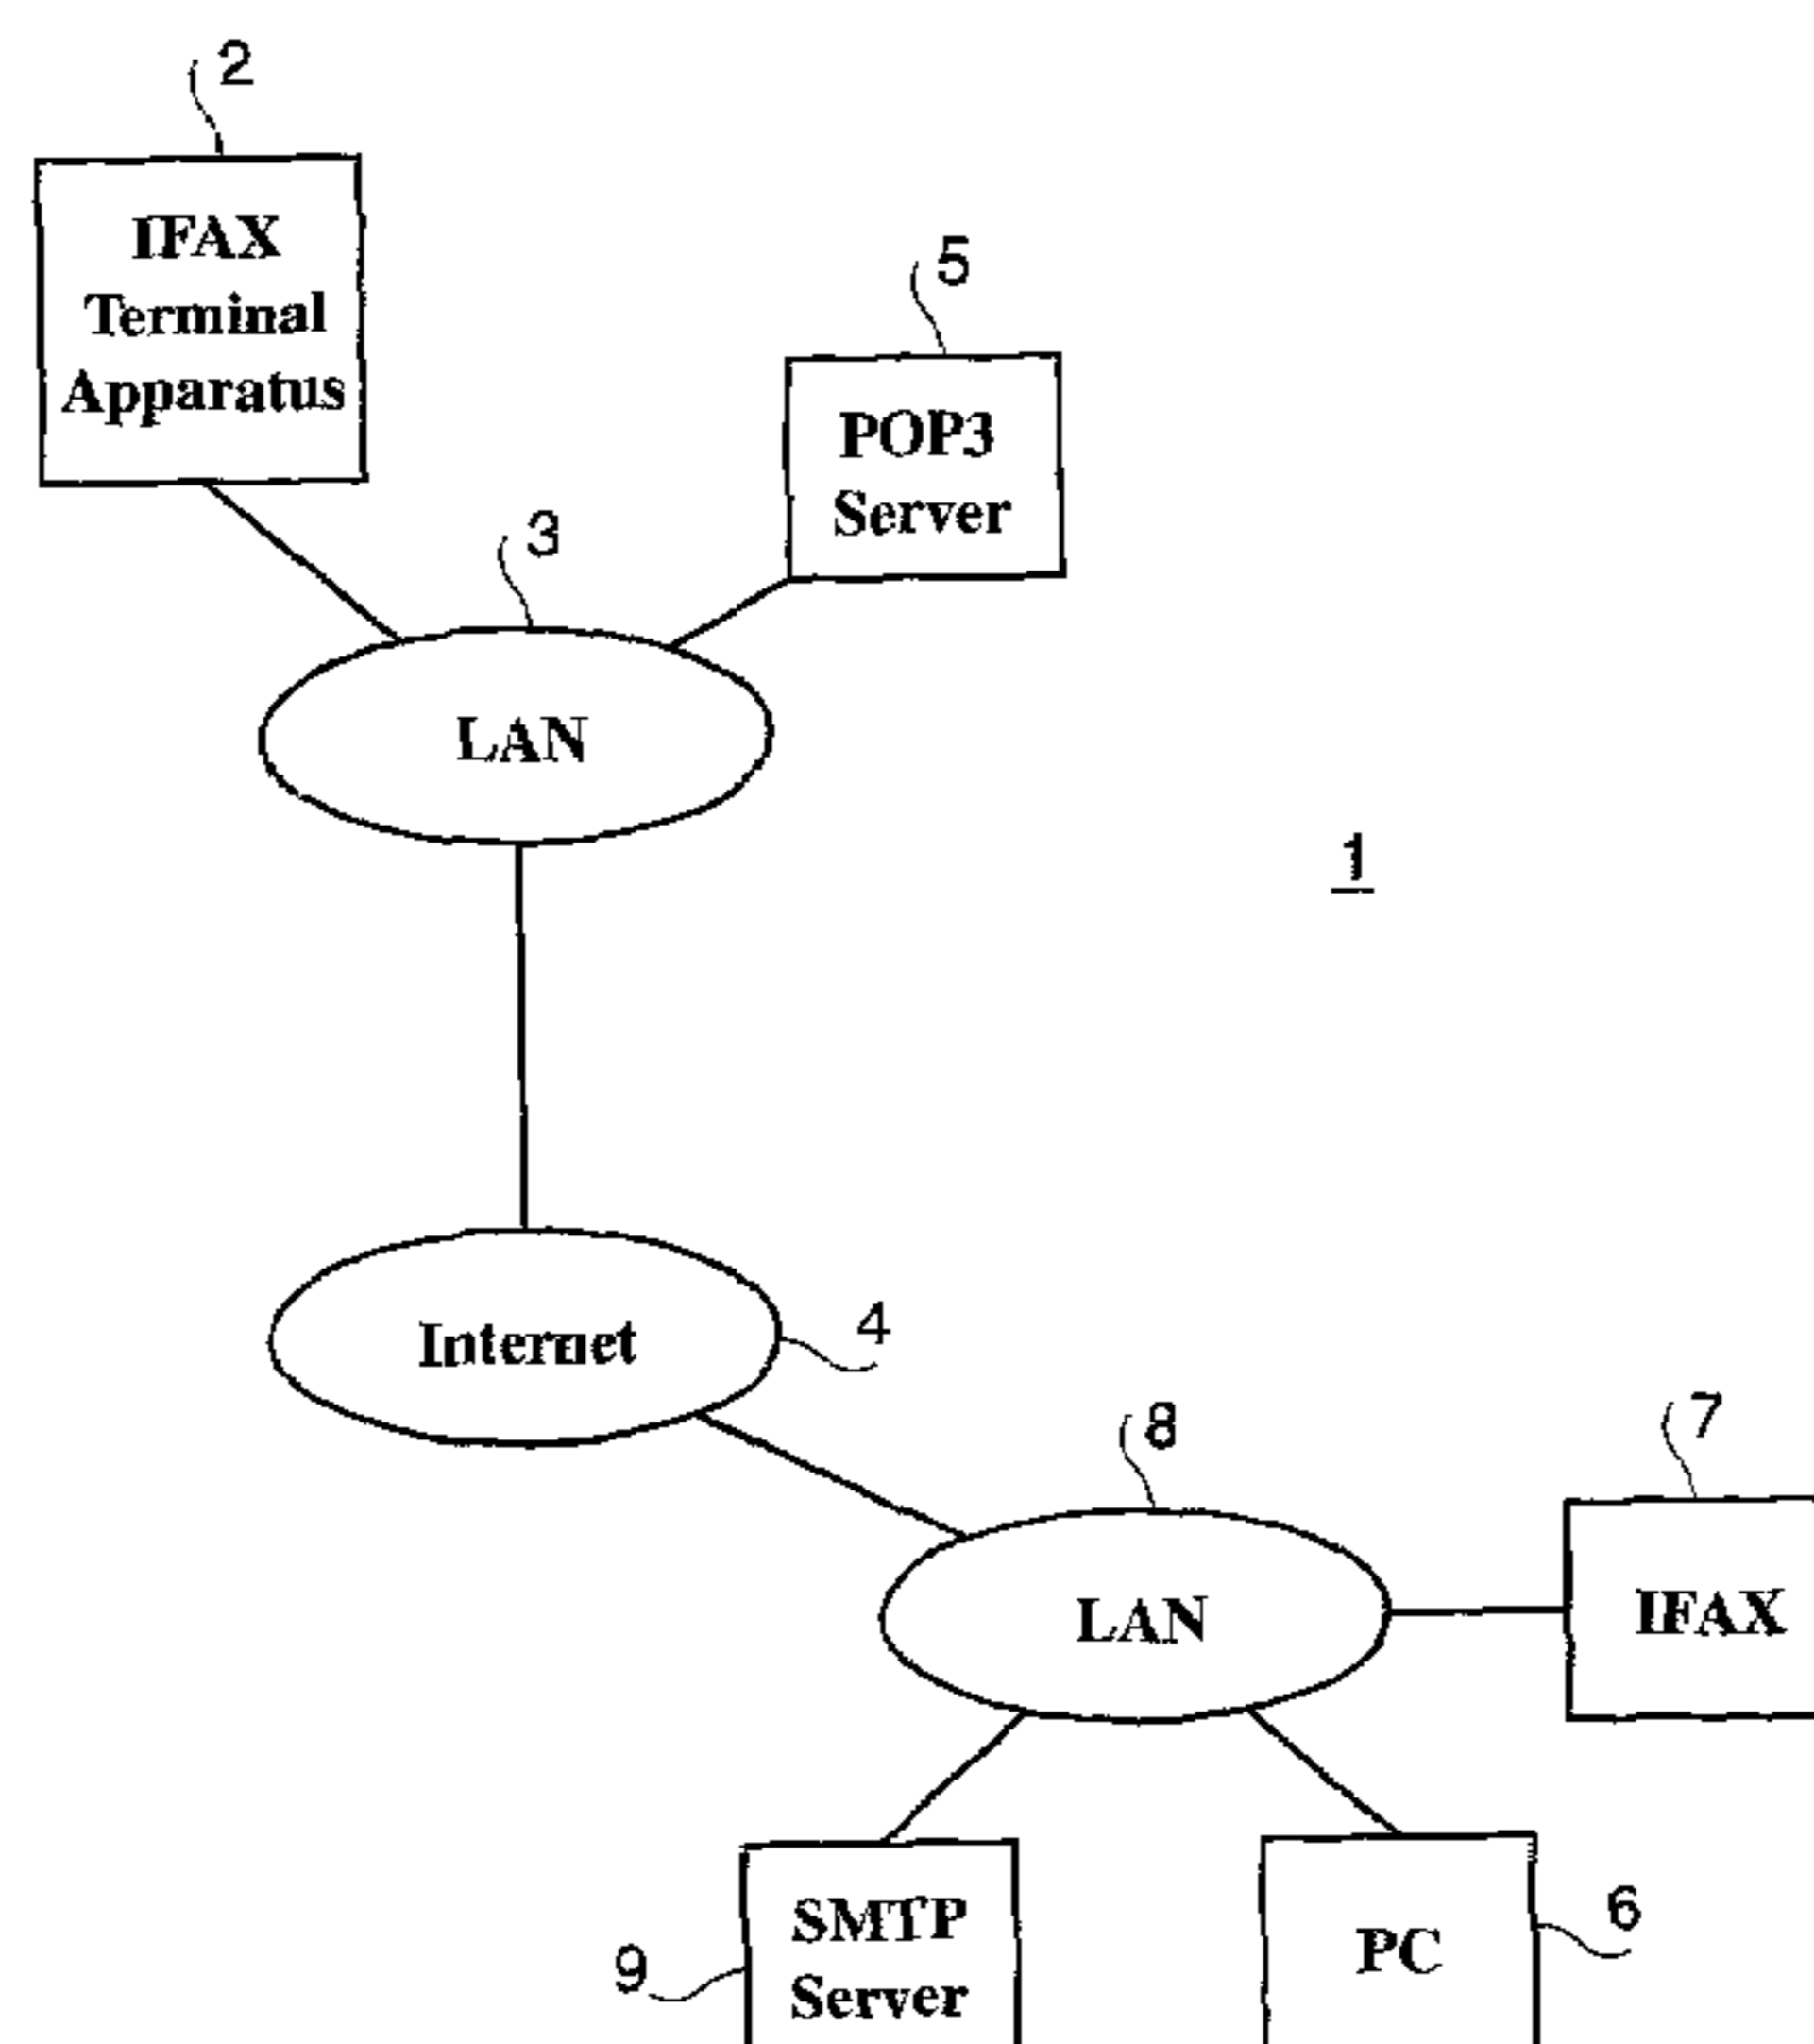 2
IFAX
Terminal
Apparatus
5
POP3
Server
3
LAN
1
Internet
4
8
LAN
7
IFAX
SMTP
Server
9
PC
6